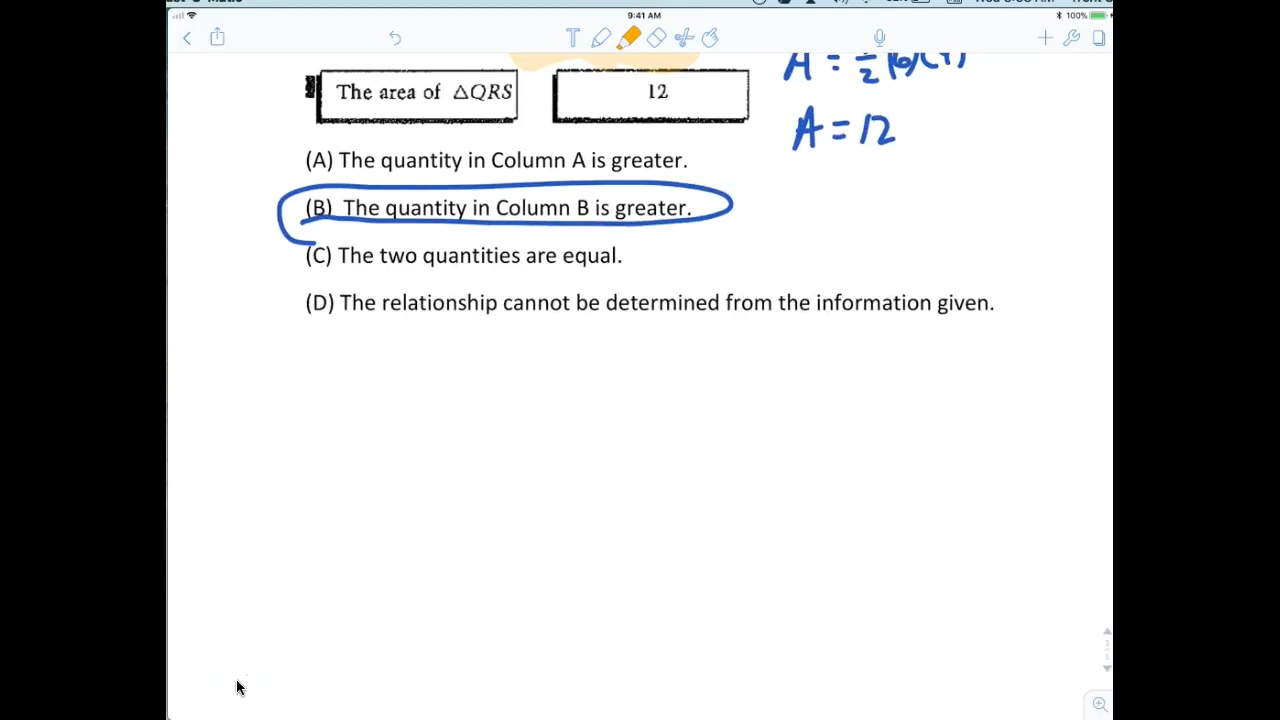 9:41 AM
100%
T
The area of △QRS
12
A = 12
(A) The quantity in Column A is greater.
(B) The quantity in Column B is greater.
(C) The two quantities are equal.
(D) The relationship cannot be determined from the information given.